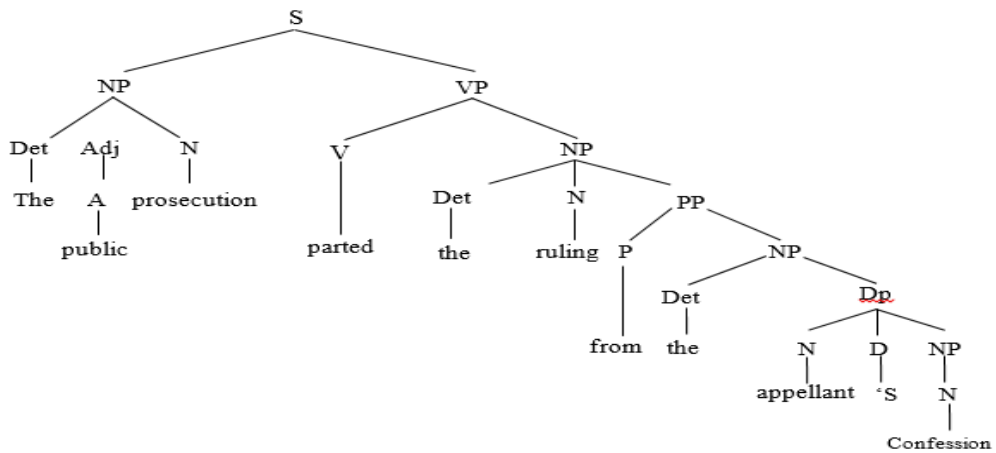 S
NP VP
Det Adj N V NP
The A prosecution Det N PP
public parted the ruling P NP
Det Dp
from the N D NP
appellant ‘S N
Confession